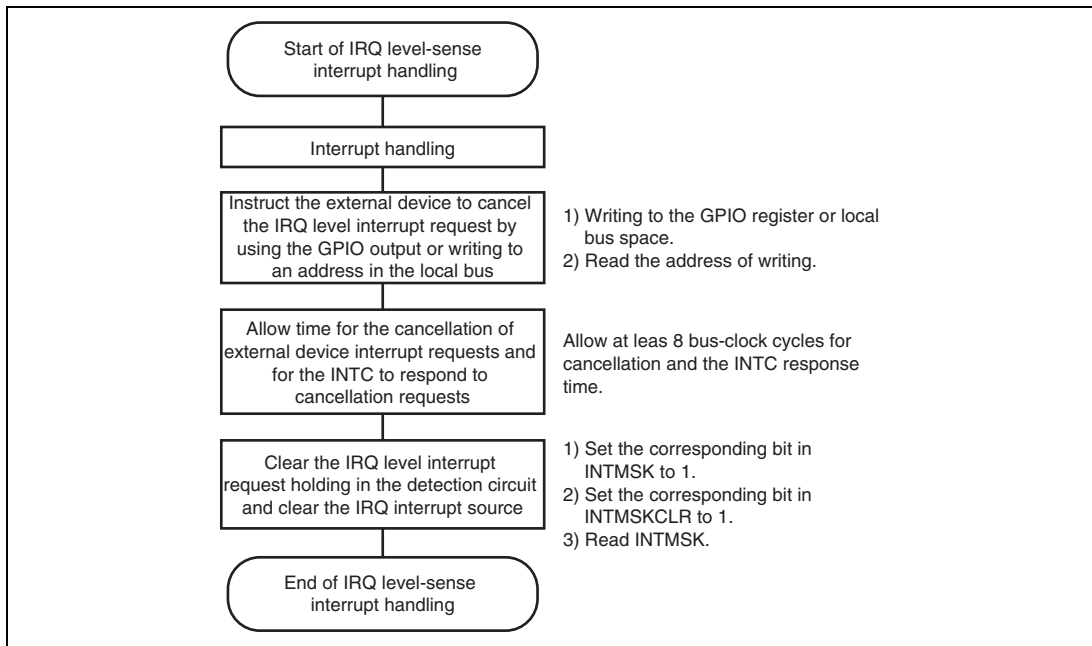 Start of IRQ level-sense
interrupt handling
Interrupt handling
Instruct the external device to cancel
the IRQ level interrupt request by
using the GPIO output or writing to
an address in the local bus
1) Writing to the GPIO register or local
bus space.
2) Read the address of writing.
Allow time for the cancellation of
external device interrupt requests and
for the INTC to respond to
cancellation requests
Allow at leas 8 bus-clock cycles for
cancellation and the INTC response
time.
Clear the IRQ level interrupt
request holding in the detection circuit
and clear the IRQ interrupt source
1) Set the corresponding bit in
INTMSK to 1.
2) Set the corresponding bit in
INTMSKCLR to 1.
3) Read INTMSK.
End of IRQ level-sense
interrupt handling